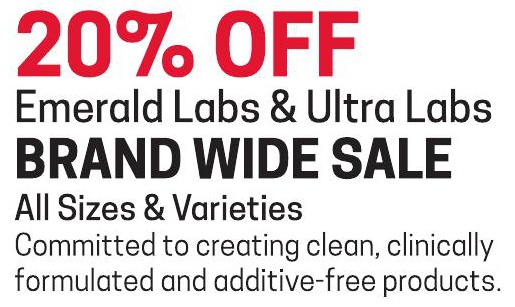 20% OFF
Emerald Labs & Ultra Labs
BRAND WIDE SALE
All Sizes & Varieties
Committed to creating clean, clinically
formulated and additive-free products.